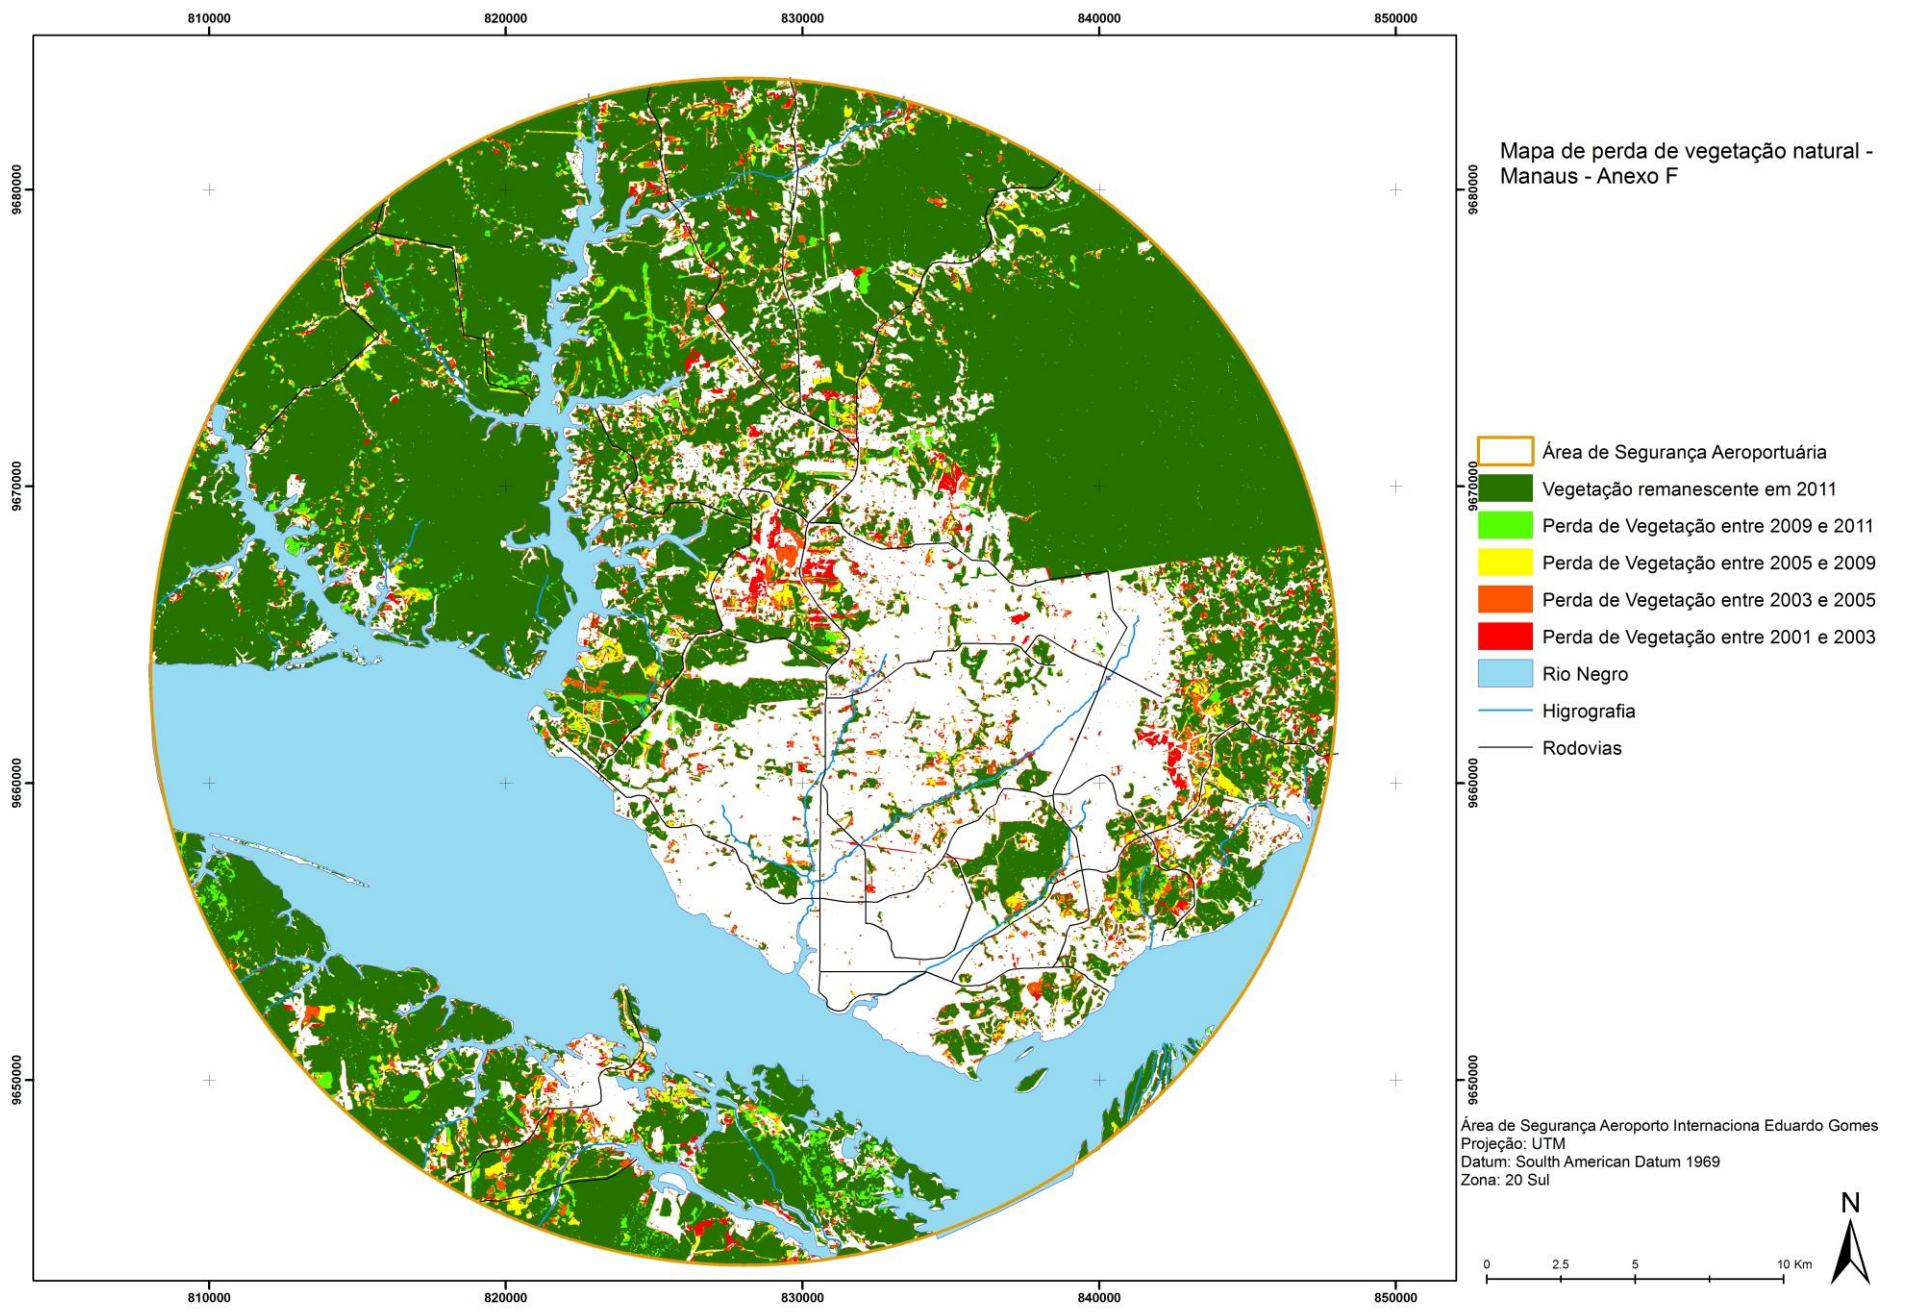 810000
820000
830000
840000
850000
9680000
9680000
Mapa de perda de vegetação natural -
Manaus - Anexo F
9670000
9670000
Área de Segurança Aeroportuária
Vegetação remanescente em 2011
Perda de Vegetação entre 2009 e 2011
Perda de Vegetação entre 2005 e 2009
Perda de Vegetação entre 2003 e 2005
Perda de Vegetação entre 2001 e 2003
Rio Negro
Higrografia
Rodovias
9660000
9660000
9650000
9650000
Área de Segurança Aeroporto Internaciona Eduardo Gomes
Projeção: UTM
Datum: Soulth American Datum 1969
Zona: 20 Sul
N
0 2.5 5 10 Km
810000
820000
830000
840000
850000